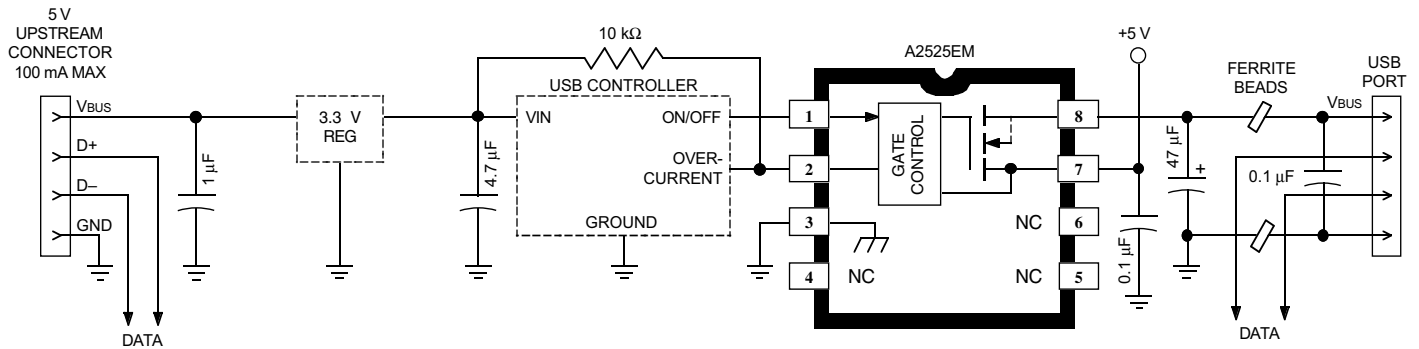 5 V
UPSTREAM
CONNECTOR
100 mA MAX
VBUS
D+
D–
GND
DATA
1 µF
3.3 V
REG
4.7 µF
10 kΩ
USB CONTROLLER
VIN
ON/OFF
OVER-
CURRENT
GROUND
A2525EM
1
2
3
4
GATE
CONTROL
NC
NC
NC
8
7
6
5
+5 V
0.1 µF
47 µF
+
FERRITE
BEADS
0.1 µF
USB
PORT
VBUS
DATA